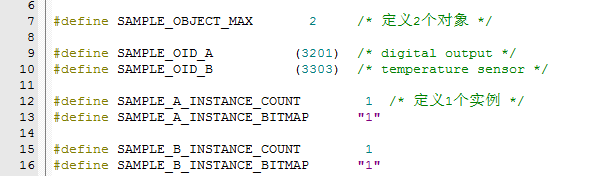 6
7 #define SAMPLE_OBJECT_MAX 2 /* 定义2个对象 */
8
9 #define SAMPLE_OID_A (3201) /* digital output */
10 #define SAMPLE_OID_B (3303) /* temperature sensor */
11
12 #define SAMPLE_A_INSTANCE_COUNT 1 /* 定义1个实例 */
13 #define SAMPLE_A_INSTANCE_BITMAP "1"
14
15 #define SAMPLE_B_INSTANCE_COUNT 1
16 #define SAMPLE_B_INSTANCE_BITMAP "1"